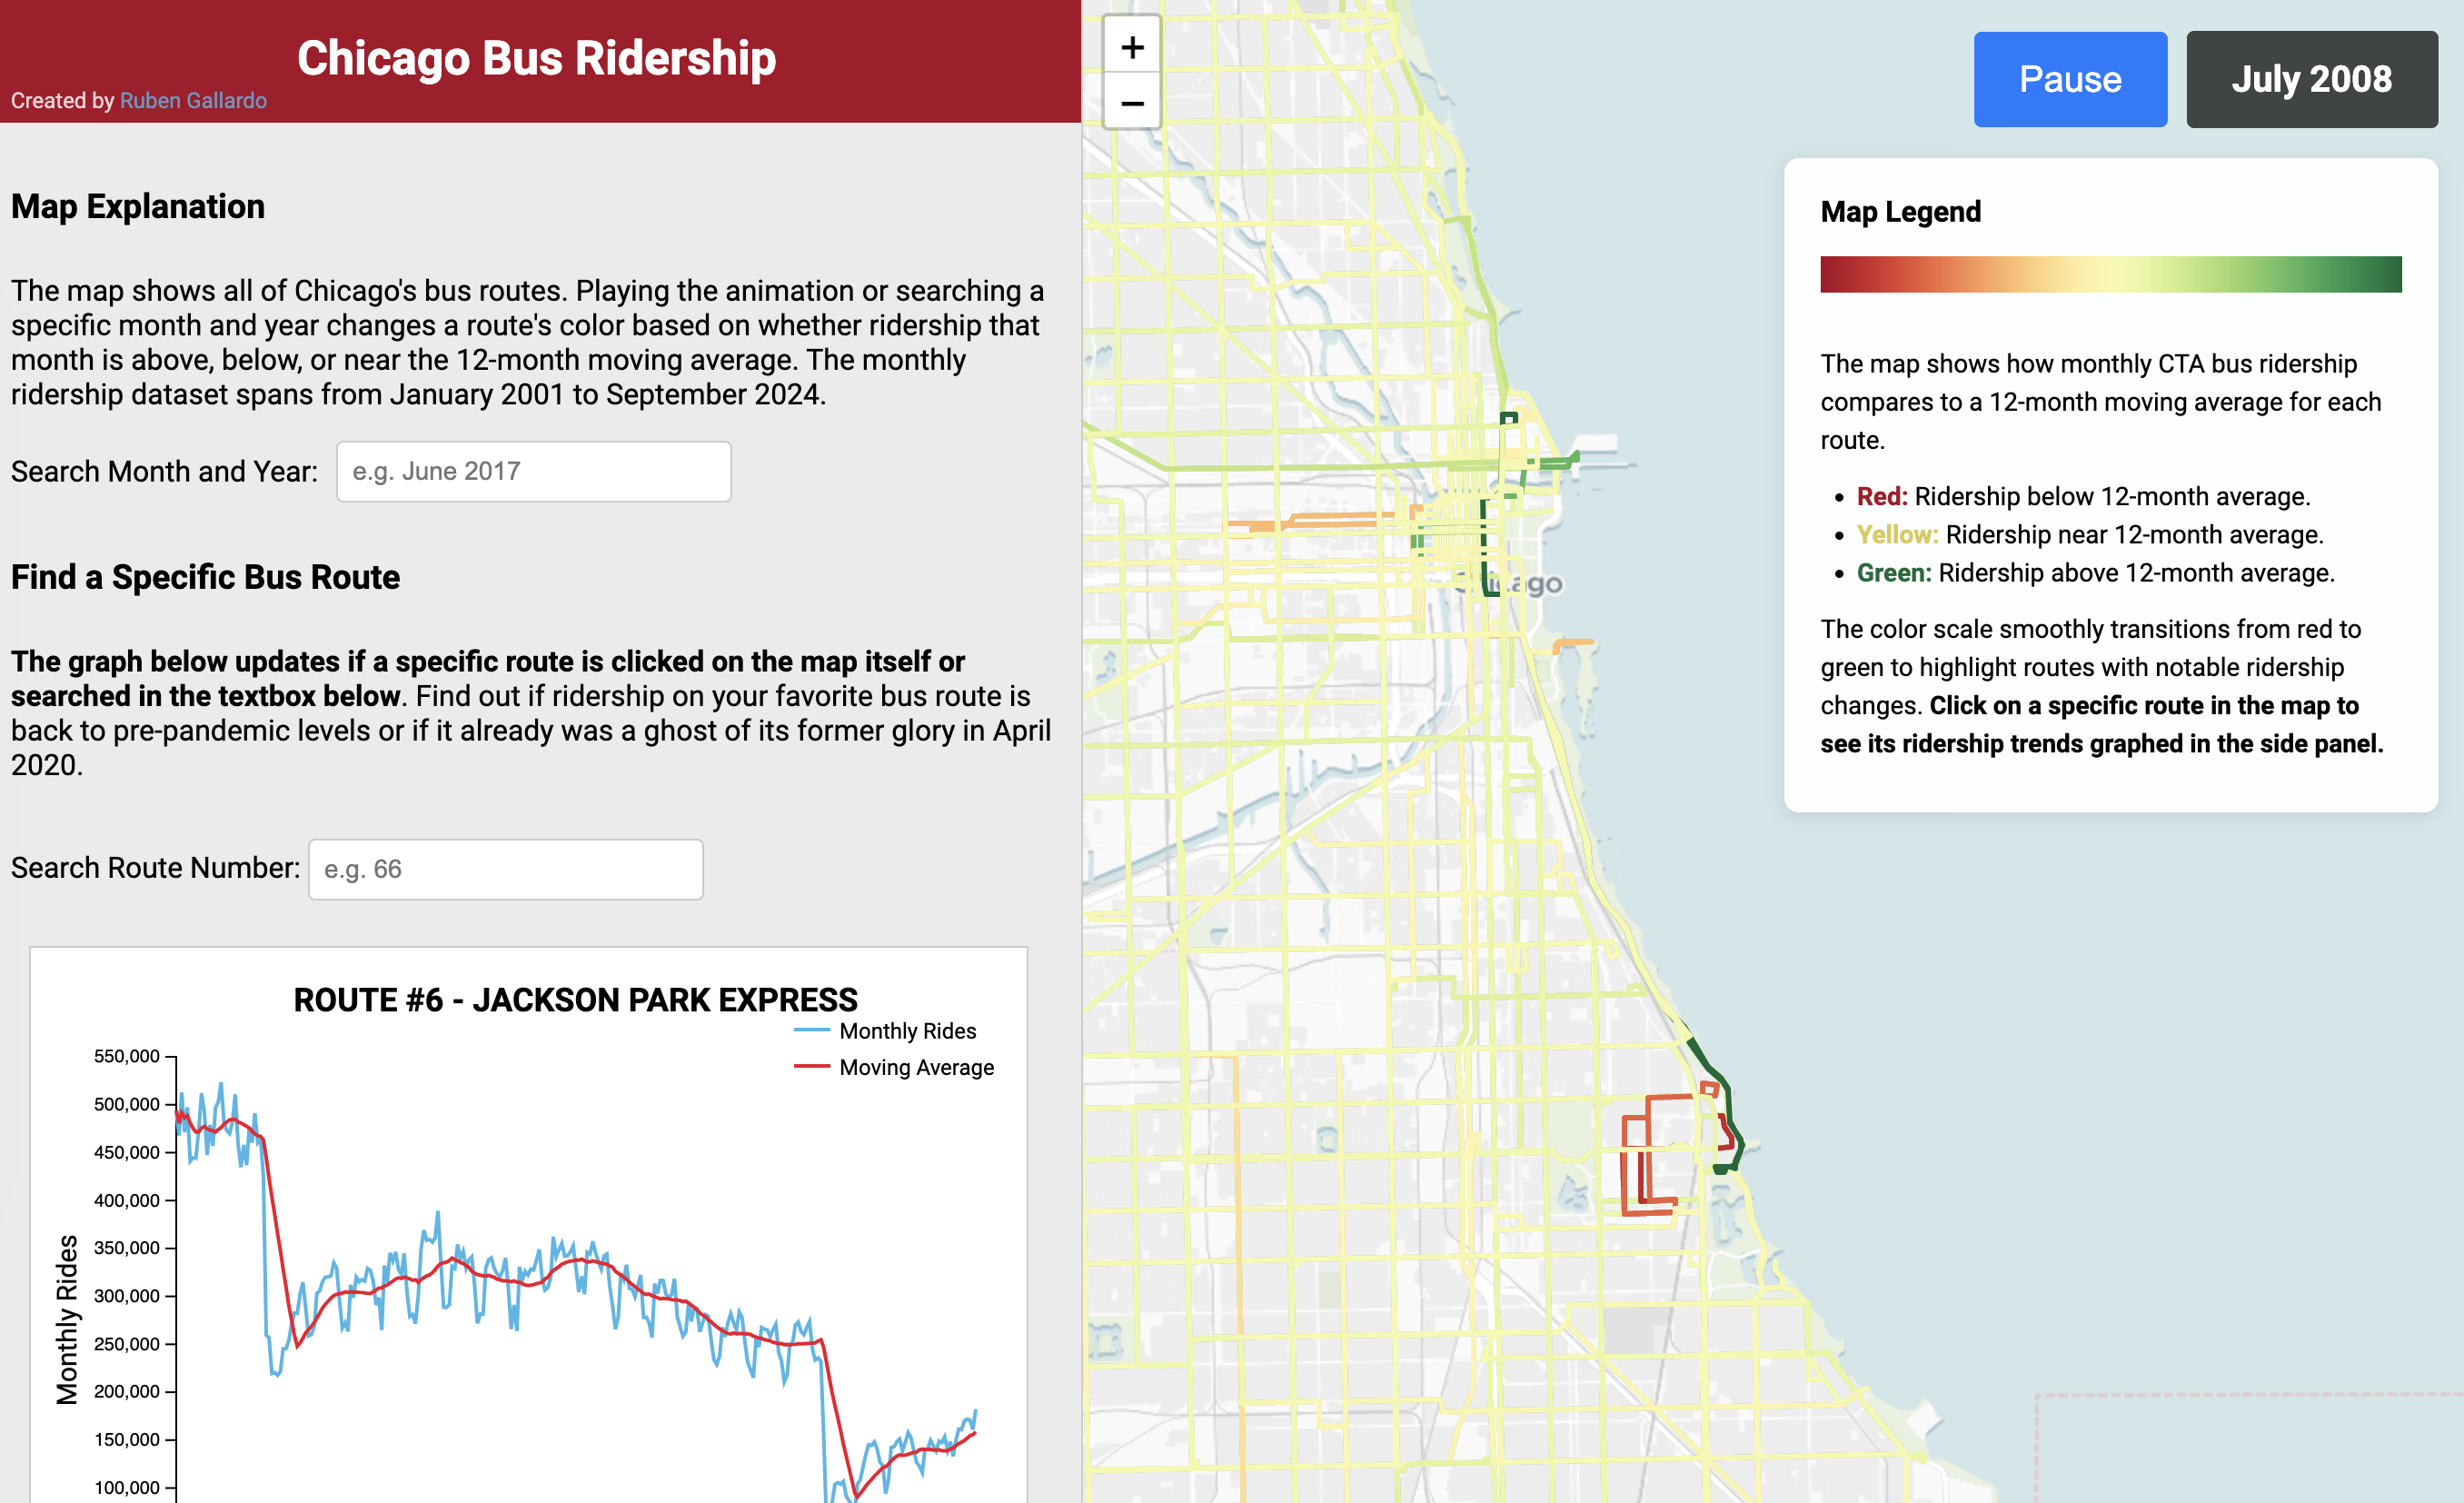 Chicago Bus Ridership
Created by Ruben Gallardo
Map Explanation
The map shows all of Chicago's bus routes. Playing the animation or searching a
specific month and year changes a route's color based on whether ridership that
month is above, below, or near the 12-month moving average. The monthly
ridership dataset spans from January 2001 to September 2024.
Search Month and Year:
e.g. June 2017
Find a Specific Bus Route
The graph below updates if a specific route is clicked on the map itself or
searched in the textbox below. Find out if ridership on your favorite bus route is
back to pre-pandemic levels or if it already was a ghost of its former glory in April
2020.
Search Route Number:
e.g. 66
ROUTE #6 - JACKSON PARK EXPRESS
Monthly Rides
Moving Average
550,000
500,000
450,000
400,000
350,000
300,000
250,000
200,000
150,000
100,000
Monthly Rides
+
−
Chicago
Pause
July 2008
Map Legend
The map shows how monthly CTA bus ridership
compares to a 12-month moving average for each
route.
• Red: Ridership below 12-month average.
• Yellow: Ridership near 12-month average.
• Green: Ridership above 12-month average.
The color scale smoothly transitions from red to
green to highlight routes with notable ridership
changes. Click on a specific route in the map to
see its ridership trends graphed in the side panel.